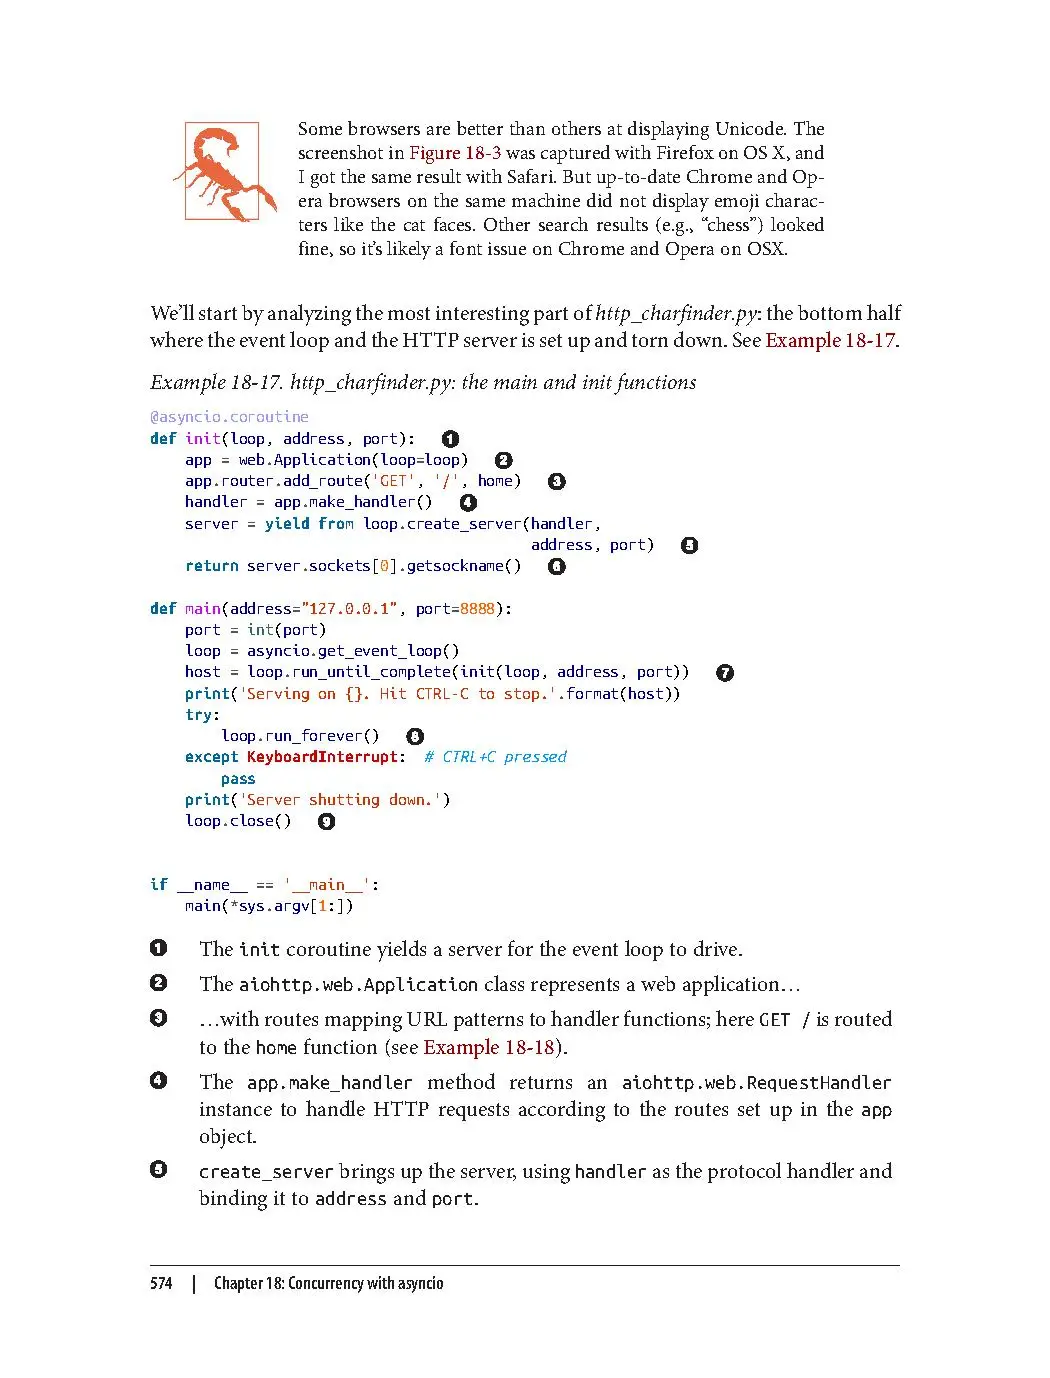 Some browsers are better than others at displaying Unicode. The
screenshot in Figure 18-3 was captured with Firefox on OS X, and
I got the same result with Safari. But up-to-date Chrome and Op-
era browsers on the same machine did not display emoji charac-
ters like the cat faces. Other search results (e.g., “chess”) looked
fine, so it’s likely a font issue on Chrome and Opera on OSX.
We’ll start by analyzing the most interesting part of http_charfinder.py: the bottom half
where the event loop and the HTTP server is set up and torn down. See Example 18-17.
Example 18-17. http_charfinder.py: the main and init functions
@asyncio.coroutine
def init(loop, address, port): ❶
    app = web.Application(loop=loop) ❷
    app.router.add_route('GET', '/', home) ❸
    handler = app.make_handler() ❹
    server = yield from loop.create_server(handler,
                                           address, port) ❺
    return server.sockets[0].getsockname() ❻
def main(address="127.0.0.1", port=8888):
    port = int(port)
    loop = asyncio.get_event_loop()
    host = loop.run_until_complete(init(loop, address, port)) ❼
    print('Serving on {}. Hit CTRL-C to stop.'.format(host))
    try:
        loop.run_forever() ❽
    except KeyboardInterrupt: # CTRL+C pressed
        pass
    print('Server shutting down.')
    loop.close() ❾
if __name__ == '__main__':
    main(*sys.argv[1:])
❶ The init coroutine yields a server for the event loop to drive.
❷ The aiohttp.web.Application class represents a web application…
❸ …with routes mapping URL patterns to handler functions; here GET / is routed
to the home function (see Example 18-18).
❹ The app.make_handler method returns an aiohttp.web.RequestHandler
instance to handle HTTP requests according to the routes set up in the app
object.
❺ create_server brings up the server, using handler as the protocol handler and
binding it to address and port.
574 | Chapter 18: Concurrency with asyncio